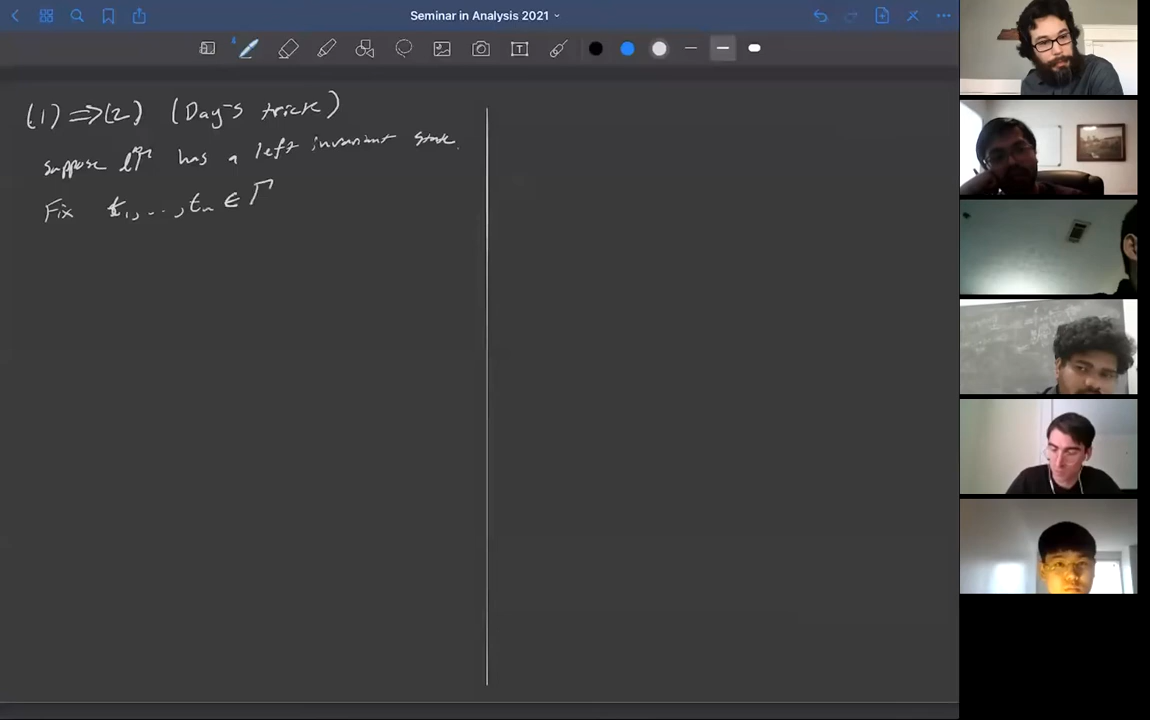 Seminar in Analysis 2021
(1) ⇒ (2) (Day's trick)
Suppose ℓ^∞Γ has a left invariant state.
Fix t₁, ..., tₙ ∈ Γ